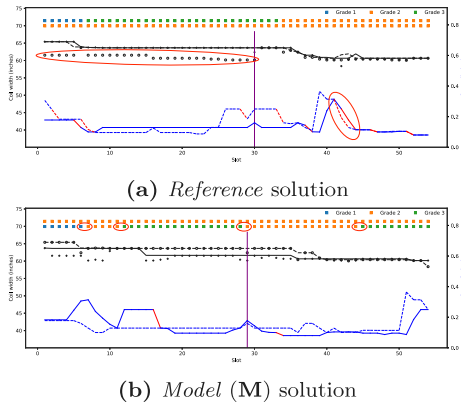 75
70
65
60
55
50
45
40
Coil width (inches)
0.8
0.6
0.4
0.2
0.0
Grade 1 Grade 2 Grade 3
0 10 20 30 40 50
Slot
(a) Reference solution
75
70
65
60
55
50
45
40
Coil width (inches)
0.8
0.6
0.4
0.2
0.0
Grade 1 Grade 2 Grade 3
0 10 20 30 40 50
Slot
(b) Model (M) solution